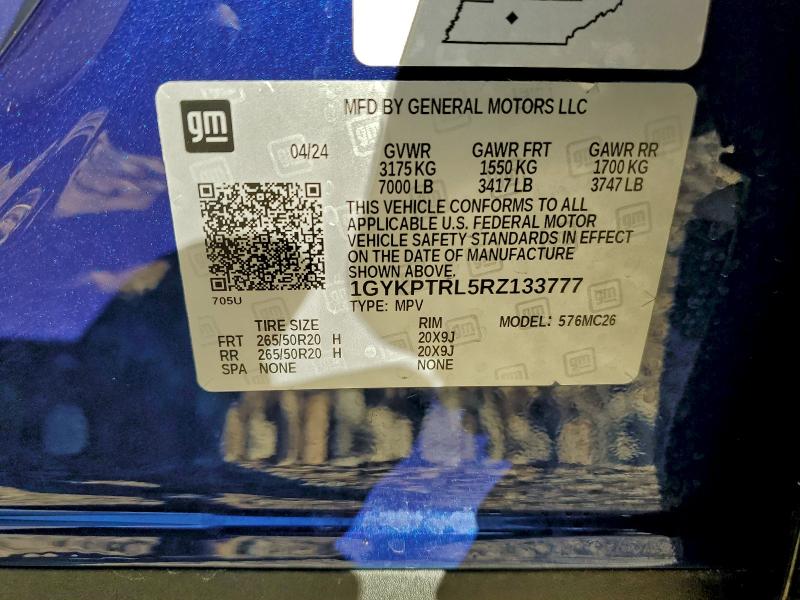 gm
MFD BY GENERAL MOTORS LLC
04/24 GVWR GAWR FRT GAWR RR
3175 KG 1550 KG 1700 KG
7000 LB 3417 LB 3747 LB
THIS VEHICLE CONFORMS TO ALL
APPLICABLE U.S. FEDERAL MOTOR
VEHICLE SAFETY STANDARDS IN EFFECT
ON THE DATE OF MANUFACTURE
SHOWN ABOVE.
705U
1GYKPTRL5RZ133777
TYPE: MPV
TIRE SIZE RIM MODEL: 576MC26
FRT 265/50R20 H 20X9J
RR 265/50R20 H 20X9J
SPA NONE NONE